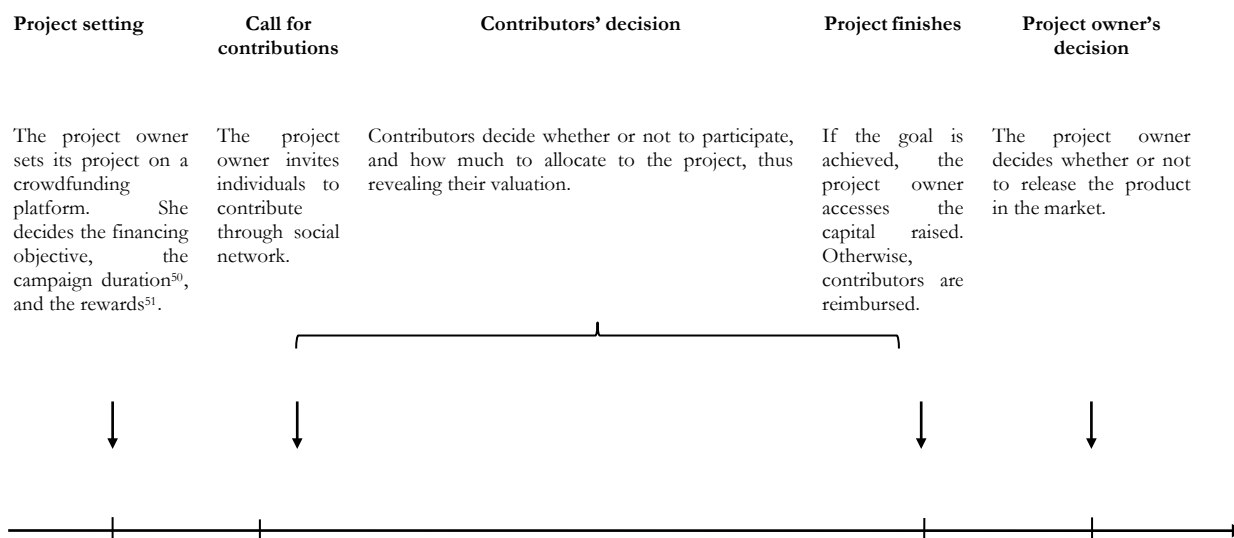 Project setting
Call for
contributions
Contributors' decision
Project finishes
Project owner's
decision
The project owner
sets its project on a
crowdfunding
platform. She
decides the financing
objective, the
campaign duration⁵⁰,
and the rewards⁵¹.
The project
owner invites
individuals to
contribute
through social
network.
Contributors decide whether or not to participate,
and how much to allocate to the project, thus
revealing their valuation.
If the goal is
achieved, the
project owner
accesses the
capital raised.
Otherwise,
contributors are
reimbursed.
The project owner
decides whether or not
to release the product
in the market.